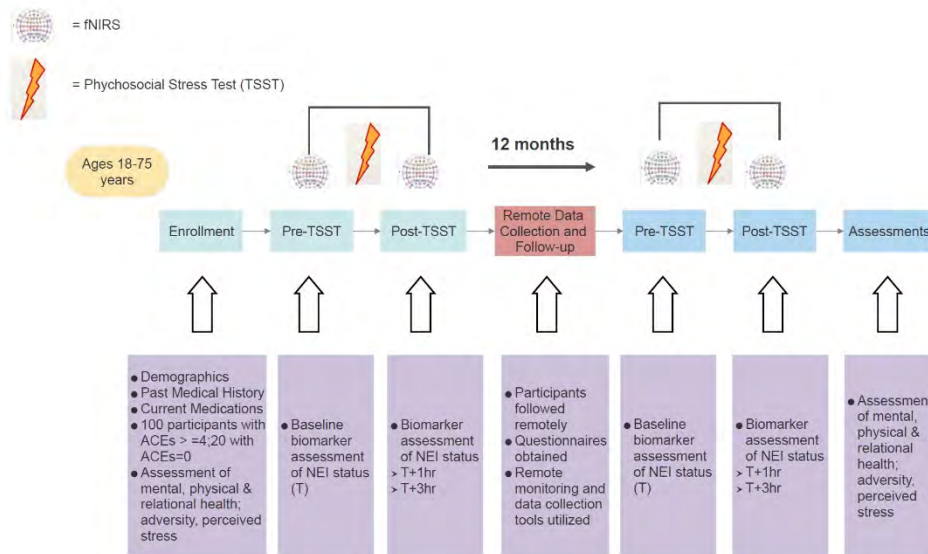 = fNIRS
= Phychosocial Stress Test (TSST)
Ages 18-75
years
12 months
Enrollment
Pre-TSST
Post-TSST
Remote Data
Collection and
Follow-up
Pre-TSST
Post-TSST
Assessments
● Demographics
● Past Medical History
● Current Medications
● 100 participants with
ACEs > =4;20 with
ACEs=0
● Assessment of
mental, physical &
relational health;
adversity, perceived
stress
● Baseline
biomarker
assessment
of NEI status
(T)
● Biomarker
assessment
of NEI status
➢ T+1hr
➢ T+3hr
● Participants
followed
remotely
● Questionnaires
obtained
● Remote
monitoring and
data collection
tools utilized
● Baseline
biomarker
assessment
of NEI status
(T)
● Biomarker
assessment
of NEI status
➢ T+1hr
➢ T+3hr
● Assessment
of mental,
physical &
relational
health;
adversity,
perceived
stress